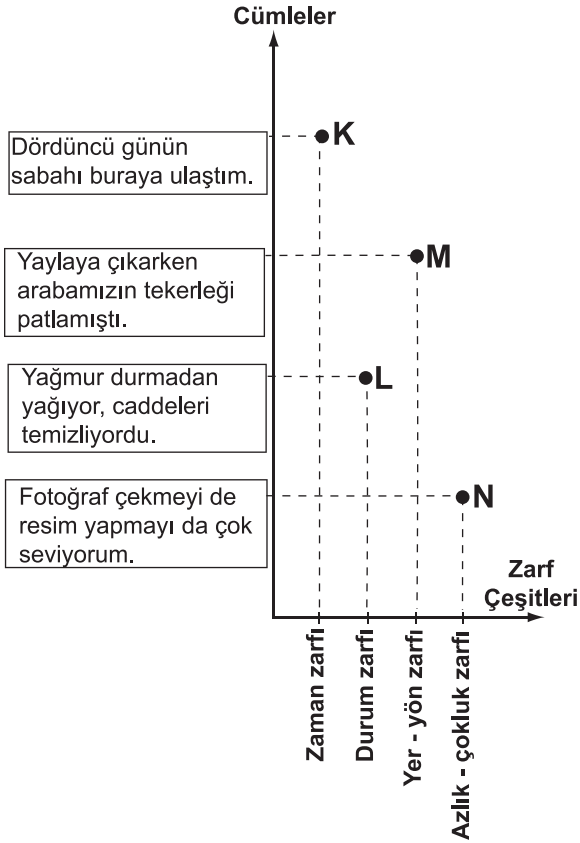 Cümleler
K
Dördüncü günün
sabahı buraya ulaştım.
M
Yaylaya çıkarken
arabamızın tekerleği
patlamıştı.
L
Yağmur durmadan
yağıyor, caddeleri
temizliyordu.
N
Fotoğraf çekmeyi de
resim yapmayı da çok
seviyorum.
Zarf
Çeşitleri
Zaman zarfı
Durum zarfı
Yer - yön zarfı
Azlık - çokluk zarfı